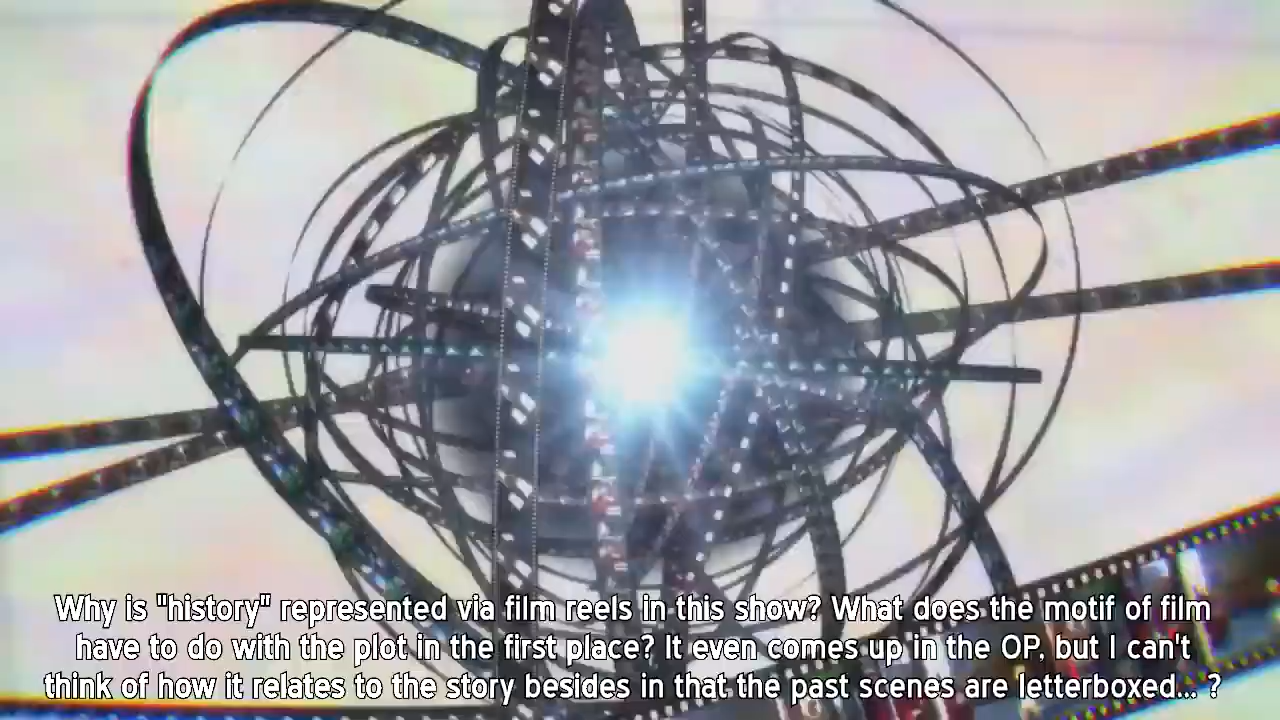 Why is "history" represented via film reels in this show? What does the motif of film
have to do with the plot in the first place? It even comes up in the OP, but I can't
think of how it relates to the story besides in that the past scenes are letterboxed... ?